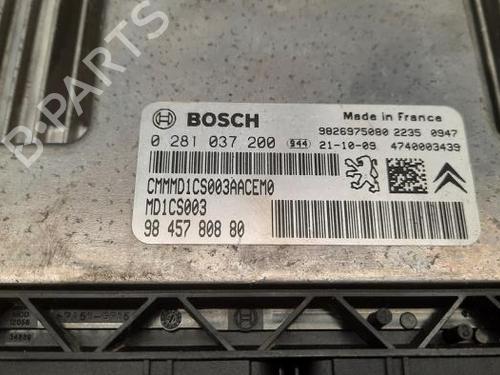 B-PARTS
BOSCH
Made in France
0 281 037 200 944 21-10-09
9826975080 2235 0947
4740003439
CMMMD1CS003AACEM0
MD1CS003
98 457 808 80